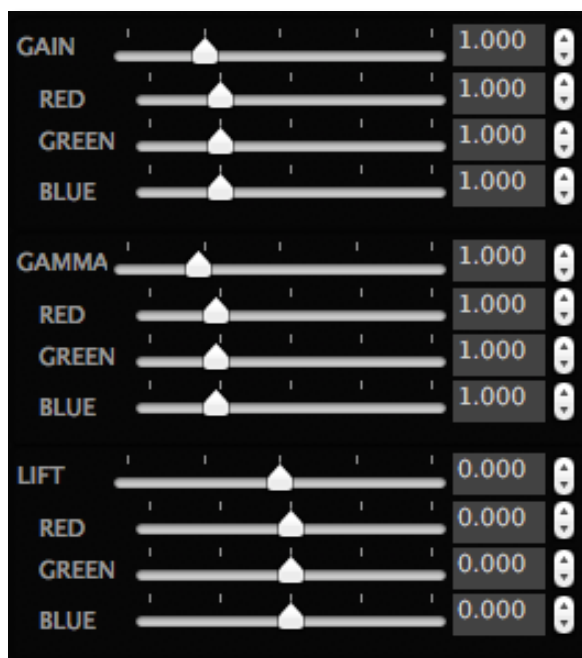 GAIN 1.000
RED 1.000
GREEN 1.000
BLUE 1.000
GAMMA 1.000
RED 1.000
GREEN 1.000
BLUE 1.000
LIFT 0.000
RED 0.000
GREEN 0.000
BLUE 0.000